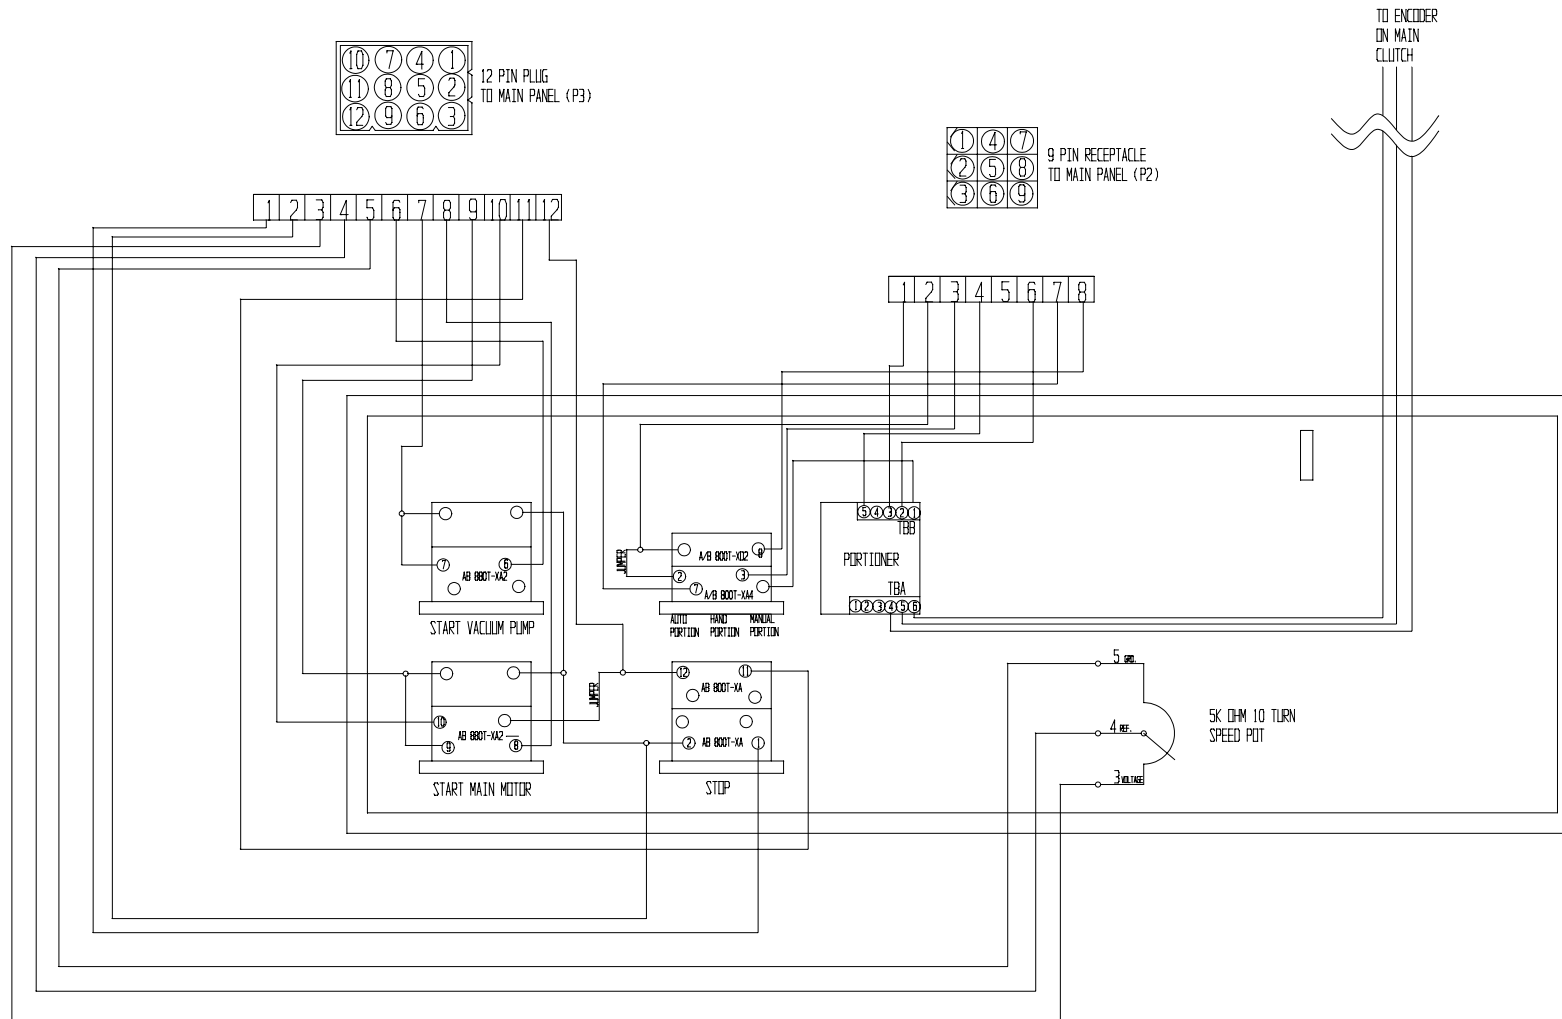 TO ENCODER
ON MAIN
CLUTCH
10 7 4 1
11 8 5 2
12 9 6 3
12 PIN PLUG
TO MAIN PANEL (P3)
1 4 7
2 5 8
3 6 9
9 PIN RECEPTACLE
TO MAIN PANEL (P2)
1 2 3 4 5 6 7 8 9 10 11 12
1 2 3 4 5 6 7 8
7 6
AB 880T-XA2
START VACUUM PUMP
JUMPER
A/B 800T-XD2 8
2 3
7
A/B 800T-XA4
AUTO PORTION
HAND PORTION
MANUAL PORTION
5 4 3 2 1
TBB
PORTIONER
TBA
1 2 3 4 5 6
10
AB 880T-XA2
9 8
START MAIN MOTOR
JUMPER
12 11
AB 800T-XA
2 AB 800T-XA 1
STOP
5 GRD.
4 REF.
3 VOLTAGE
5K OHM 10 TURN
SPEED POT